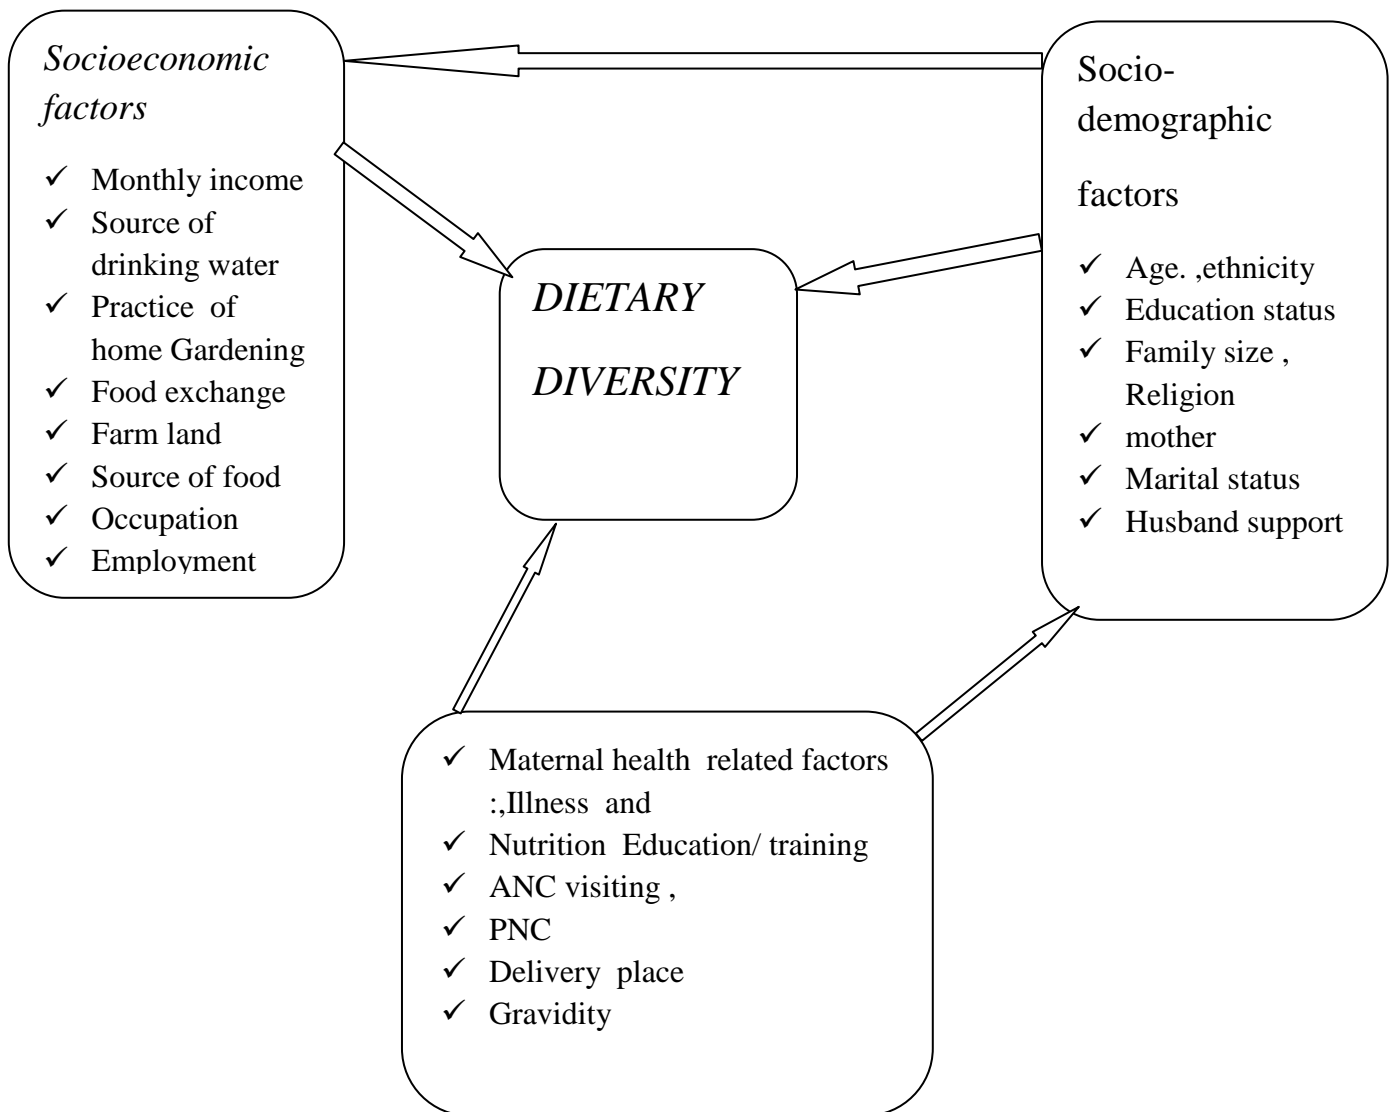 Socioeconomic
factors
✓ Monthly income
✓ Source of
drinking water
✓ Practice of
home Gardening
✓ Food exchange
✓ Farm land
✓ Source of food
✓ Occupation
✓ Employment
DIETARY
DIVERSITY
Socio-
demographic
factors
✓ Age. ,ethnicity
✓ Education status
✓ Family size ,
Religion
✓ mother
✓ Marital status
✓ Husband support
✓ Maternal health related factors
:,Illness and
✓ Nutrition Education/ training
✓ ANC visiting ,
✓ PNC
✓ Delivery place
✓ Gravidity